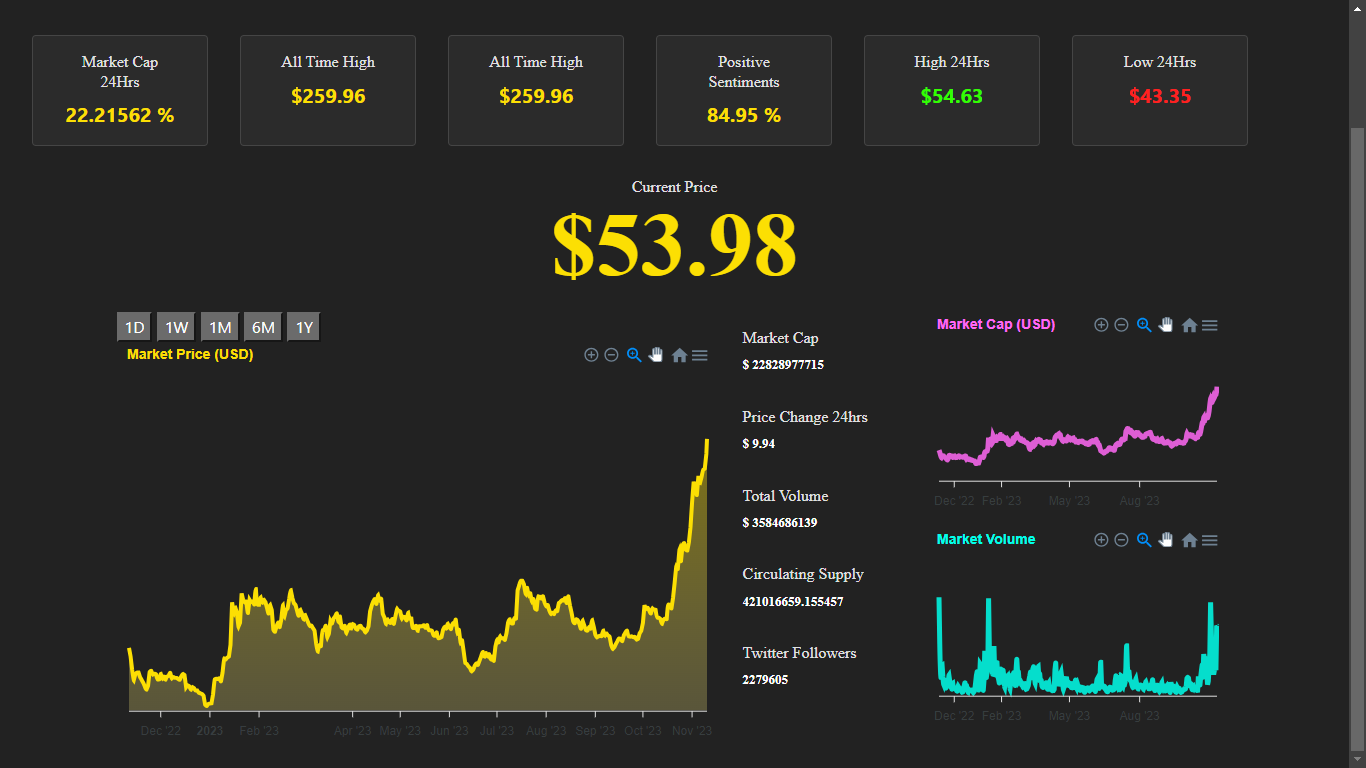 Market Cap
24Hrs
22.21562 %
All Time High
$259.96
All Time High
$259.96
Positive
Sentiments
84.95 %
High 24Hrs
$54.63
Low 24Hrs
$43.35
Current Price
$53.98
1D 1W 1M 6M 1Y
Market Price (USD)
Dec '22 2023 Feb '23 Apr '23 May '23 Jun '23 Jul '23 Aug '23 Sep '23 Oct '23 Nov '23
Market Cap
$ 22828977715
Price Change 24hrs
$ 9.94
Total Volume
$ 3584686139
Circulating Supply
421016659.155457
Twitter Followers
2279605
Market Cap (USD)
Dec '22 Feb '23 May '23 Aug '23
Market Volume
Dec '22 Feb '23 May '23 Aug '23